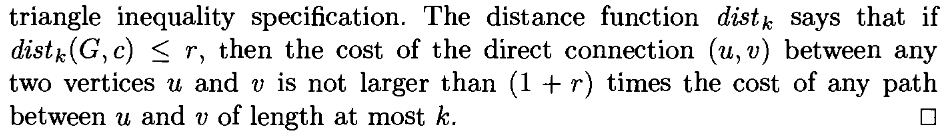 triangle inequality specification. The distance function dist_k says that if
dist_k(G, c) ≤ r, then the cost of the direct connection (u, v) between any
two vertices u and v is not larger than (1 + r) times the cost of any path
between u and v of length at most k. □